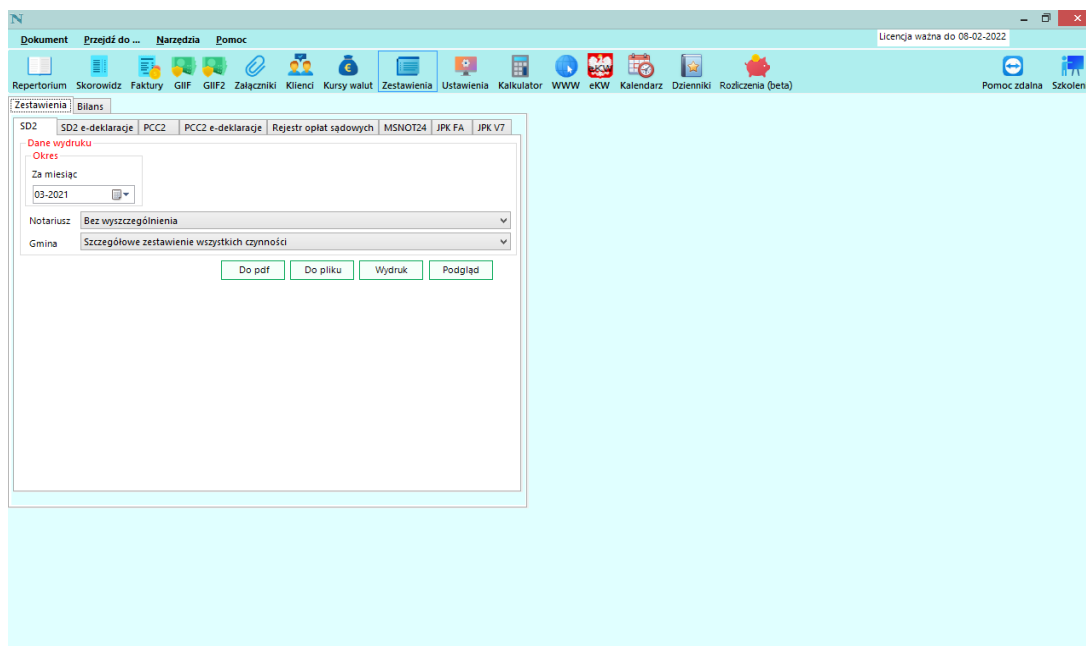 N
Dokument Przejdź do ... Narzędzia Pomoc
Licencja ważna do 08-02-2022
Repertorium Skorowidz Faktury GIIF GIIF2 Załączniki Klienci Kursy walut Zestawienia Ustawienia Kalkulator WWW eKW Kalendarz Dzienniki Rozliczenia (beta) Pomoc zdalna Szkolen
Zestawienia Bilans
SD2 SD2 e-deklaracje PCC2 PCC2 e-deklaracje Rejestr opłat sądowych MSNOT24 JPK FA JPK V7
Dane wydruku
Okres
Za miesiąc
03-2021
Notariusz Bez wyszczególnienia
Gmina Szczegółowe zestawienie wszystkich czynności
Do pdf Do pliku Wydruk Podgląd